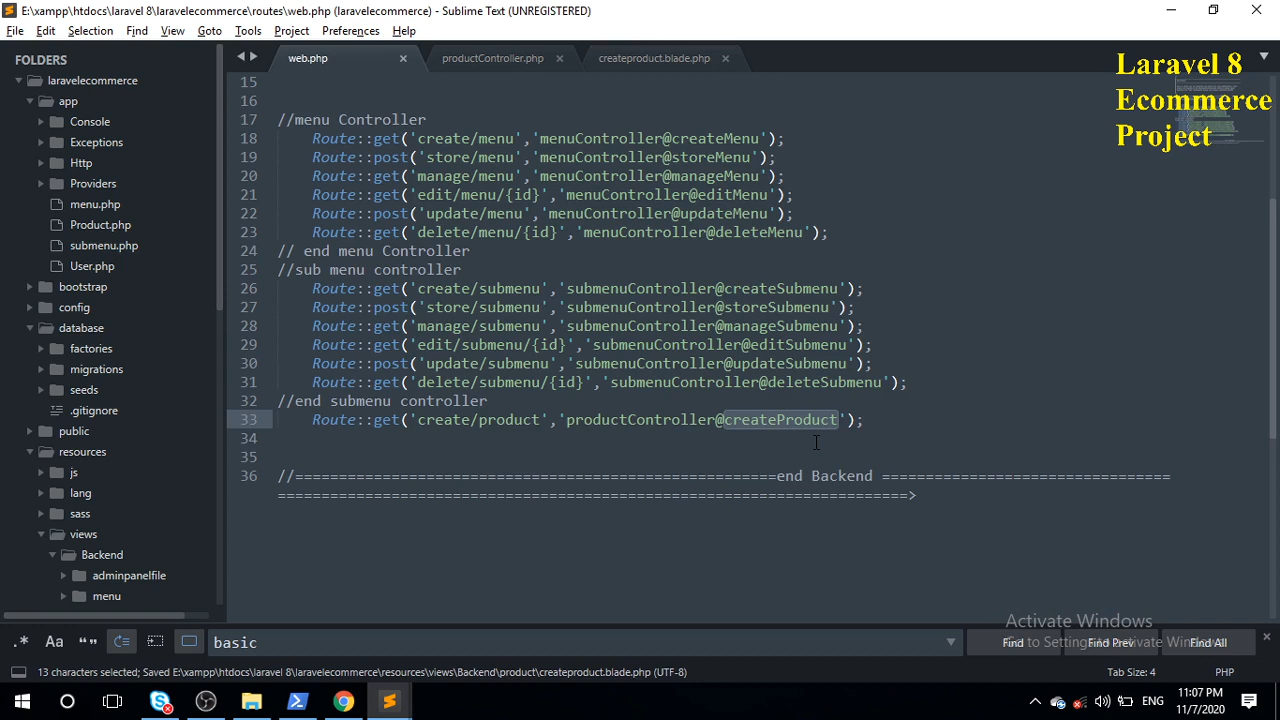 E:\xampp\htdocs\laravel 8\laravelecommerce\routes\web.php (laravelecommerce) - Sublime Text (UNREGISTERED)
File Edit Selection Find View Goto Tools Project Preferences Help
FOLDERS
laravelecommerce
app
Console
Exceptions
Http
Providers
menu.php
Product.php
submenu.php
User.php
bootstrap
config
database
factories
migrations
seeds
.gitignore
public
resources
js
lang
sass
views
Backend
adminpanelfile
menu
web.php productController.php createproduct.blade.php
Laravel 8
Ecommerce
Project
15
16
17 //menu Controller
18 Route::get('create/menu','menuController@createMenu');
19 Route::post('store/menu','menuController@storeMenu');
20 Route::get('manage/menu','menuController@manageMenu');
21 Route::get('edit/menu/{id}','menuController@editMenu');
22 Route::post('update/menu','menuController@updateMenu');
23 Route::get('delete/menu/{id}','menuController@deleteMenu');
24 // end menu Controller
25 //sub menu controller
26 Route::get('create/submenu','submenuController@createSubmenu');
27 Route::post('store/submenu','submenuController@storeSubmenu');
28 Route::get('manage/submenu','submenuController@manageSubmenu');
29 Route::get('edit/submenu/{id}','submenuController@editSubmenu');
30 Route::post('update/submenu','submenuController@updateSubmenu');
31 Route::get('delete/submenu/{id}','submenuController@deleteSubmenu');
32 //end submenu controller
33 Route::get('create/product','productController@createProduct');
34
35
36 //=======================================================end Backend =================================
========================================================================>
Activate Windows
Go to Settings to activate Windows.
.* Aa “” basic Find Find Prev Find All
13 characters selected; Saved E:\xampp\htdocs\laravel 8\laravelecommerce\resources\views\Backend\product\createproduct.blade.php (UTF-8) Tab Size: 4 PHP
ENG 11:07 PM
11/7/2020